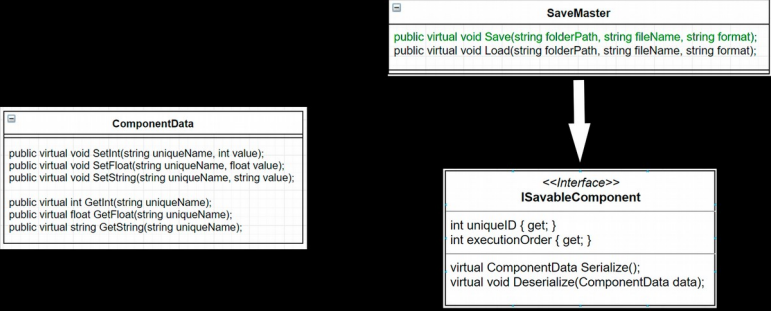 SaveMaster
public virtual void Save(string folderPath, string fileName, string format);
public virtual void Load(string folderPath, string fileName, string format);
ComponentData
public virtual void SetInt(string uniqueName, int value);
public virtual void SetFloat(string uniqueName, float value);
public virtual void SetString(string uniqueName, string value);
public virtual int GetInt(string uniqueName);
public virtual float GetFloat(string uniqueName);
public virtual string GetString(string uniqueName);
<<Interface>>
ISavableComponent
int uniqueID { get; }
int executionOrder { get; }
virtual ComponentData Serialize();
virtual void Deserialize(ComponentData data);